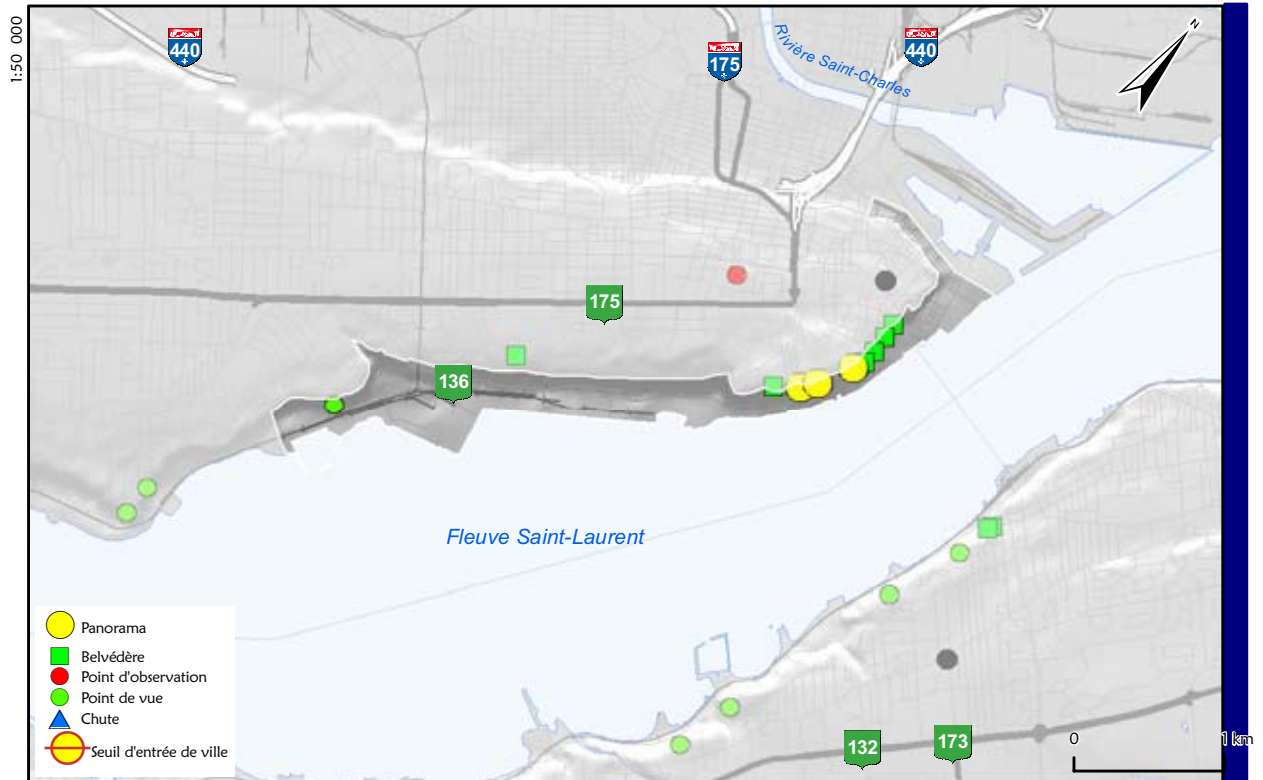 1:50 000
440
175
440
N
Rivière Saint-Charles
175
136
Fleuve Saint-Laurent
Panorama
Belvédère
Point d'observation
Point de vue
Chute
Seuil d'entrée de ville
132
173
0
1 km